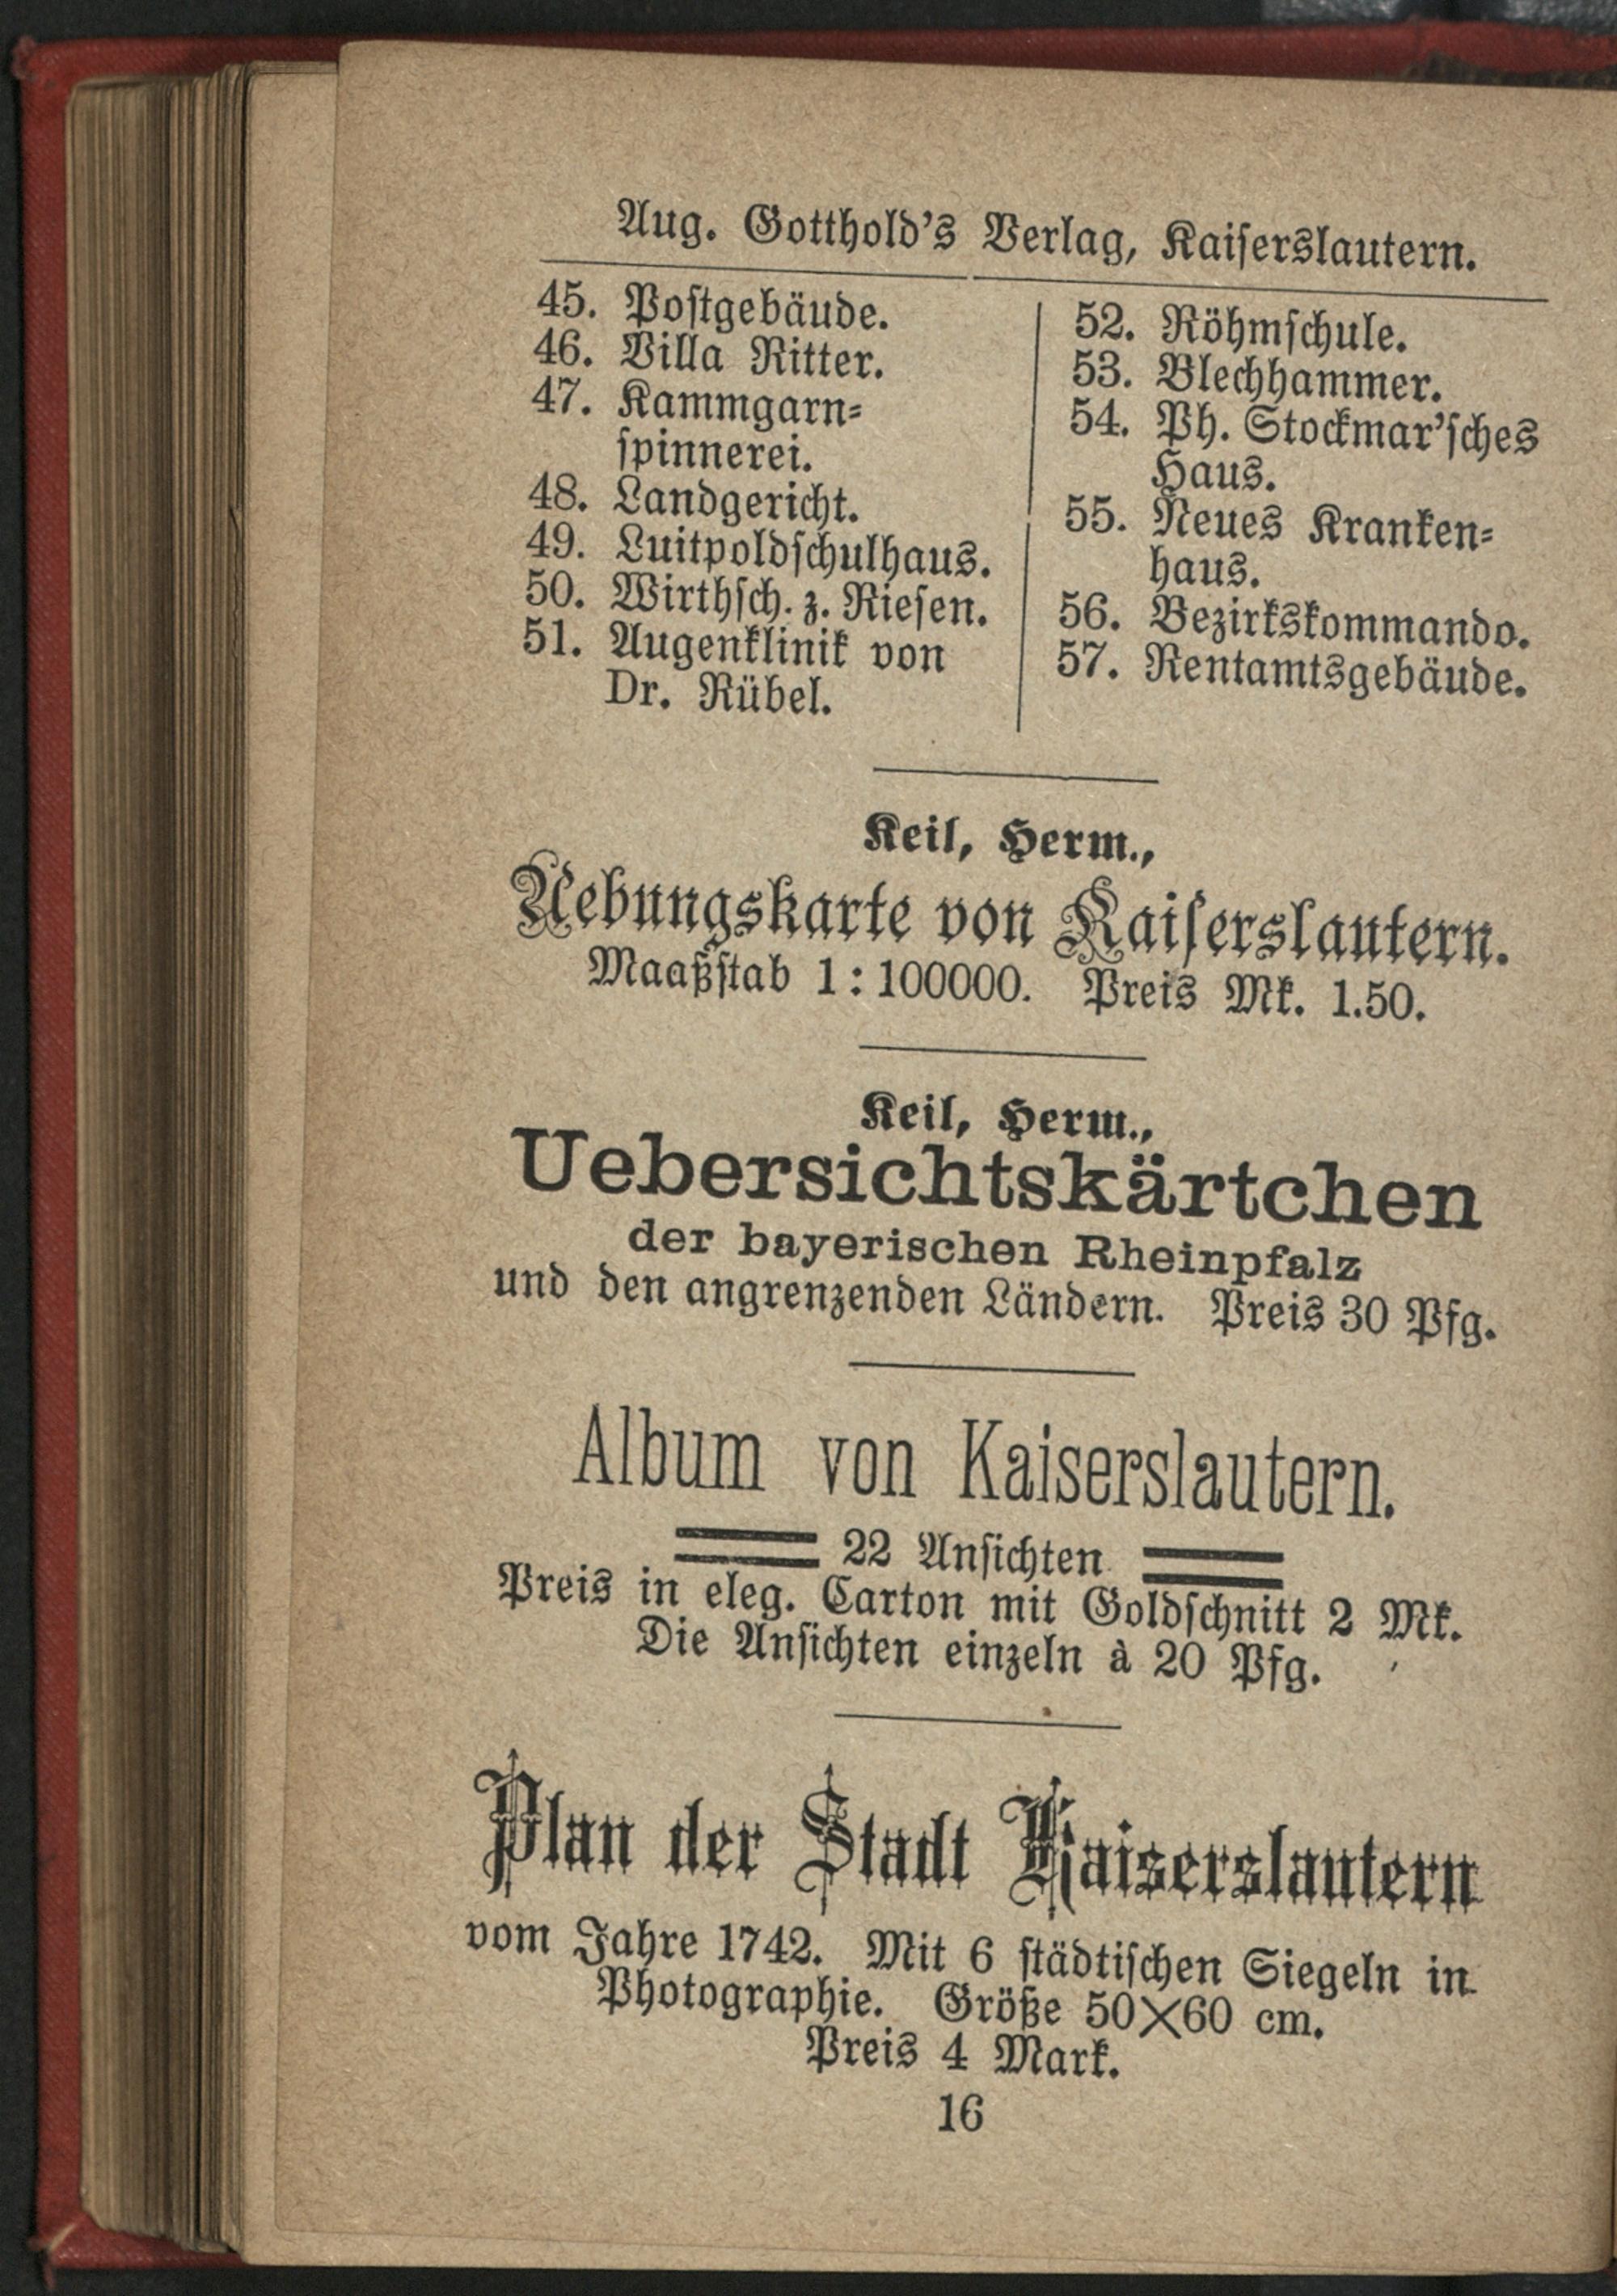 Aug. Gotthold's Verlag, Kaiserslautern.
45. Postgebäude.
46. Villa Ritter.
47. Kammgarn-
spinnerei.
48. Landgericht.
49. Luitpoldschulhaus.
50. Wirthsch. z. Riesen.
51. Augenklinik von
Dr. Rübel.
52. Röhmschule.
53. Blechhammer.
54. Ph. Stockmar'sches
Haus.
55. Neues Kranken-
haus.
56. Bezirkskommando.
57. Rentamtsgebäude.
Keil, Herm.,
Uebungskarte von Kaiserslautern.
Maaßstab 1:100000. Preis Mk. 1.50.
Keil, Herm.,
Uebersichtskärtchen
der bayerischen Rheinpfalz
und den angrenzenden Ländern. Preis 30 Pfg.
Album von Kaiserslautern.
22 Ansichten
Preis in eleg. Carton mit Goldschnitt 2 Mk.
Die Ansichten einzeln à 20 Pfg.
Plan der Stadt Kaiserslautern
vom Jahre 1742. Mit 6 städtischen Siegeln in
Photographie. Größe 50×60 cm.
Preis 4 Mark.
16